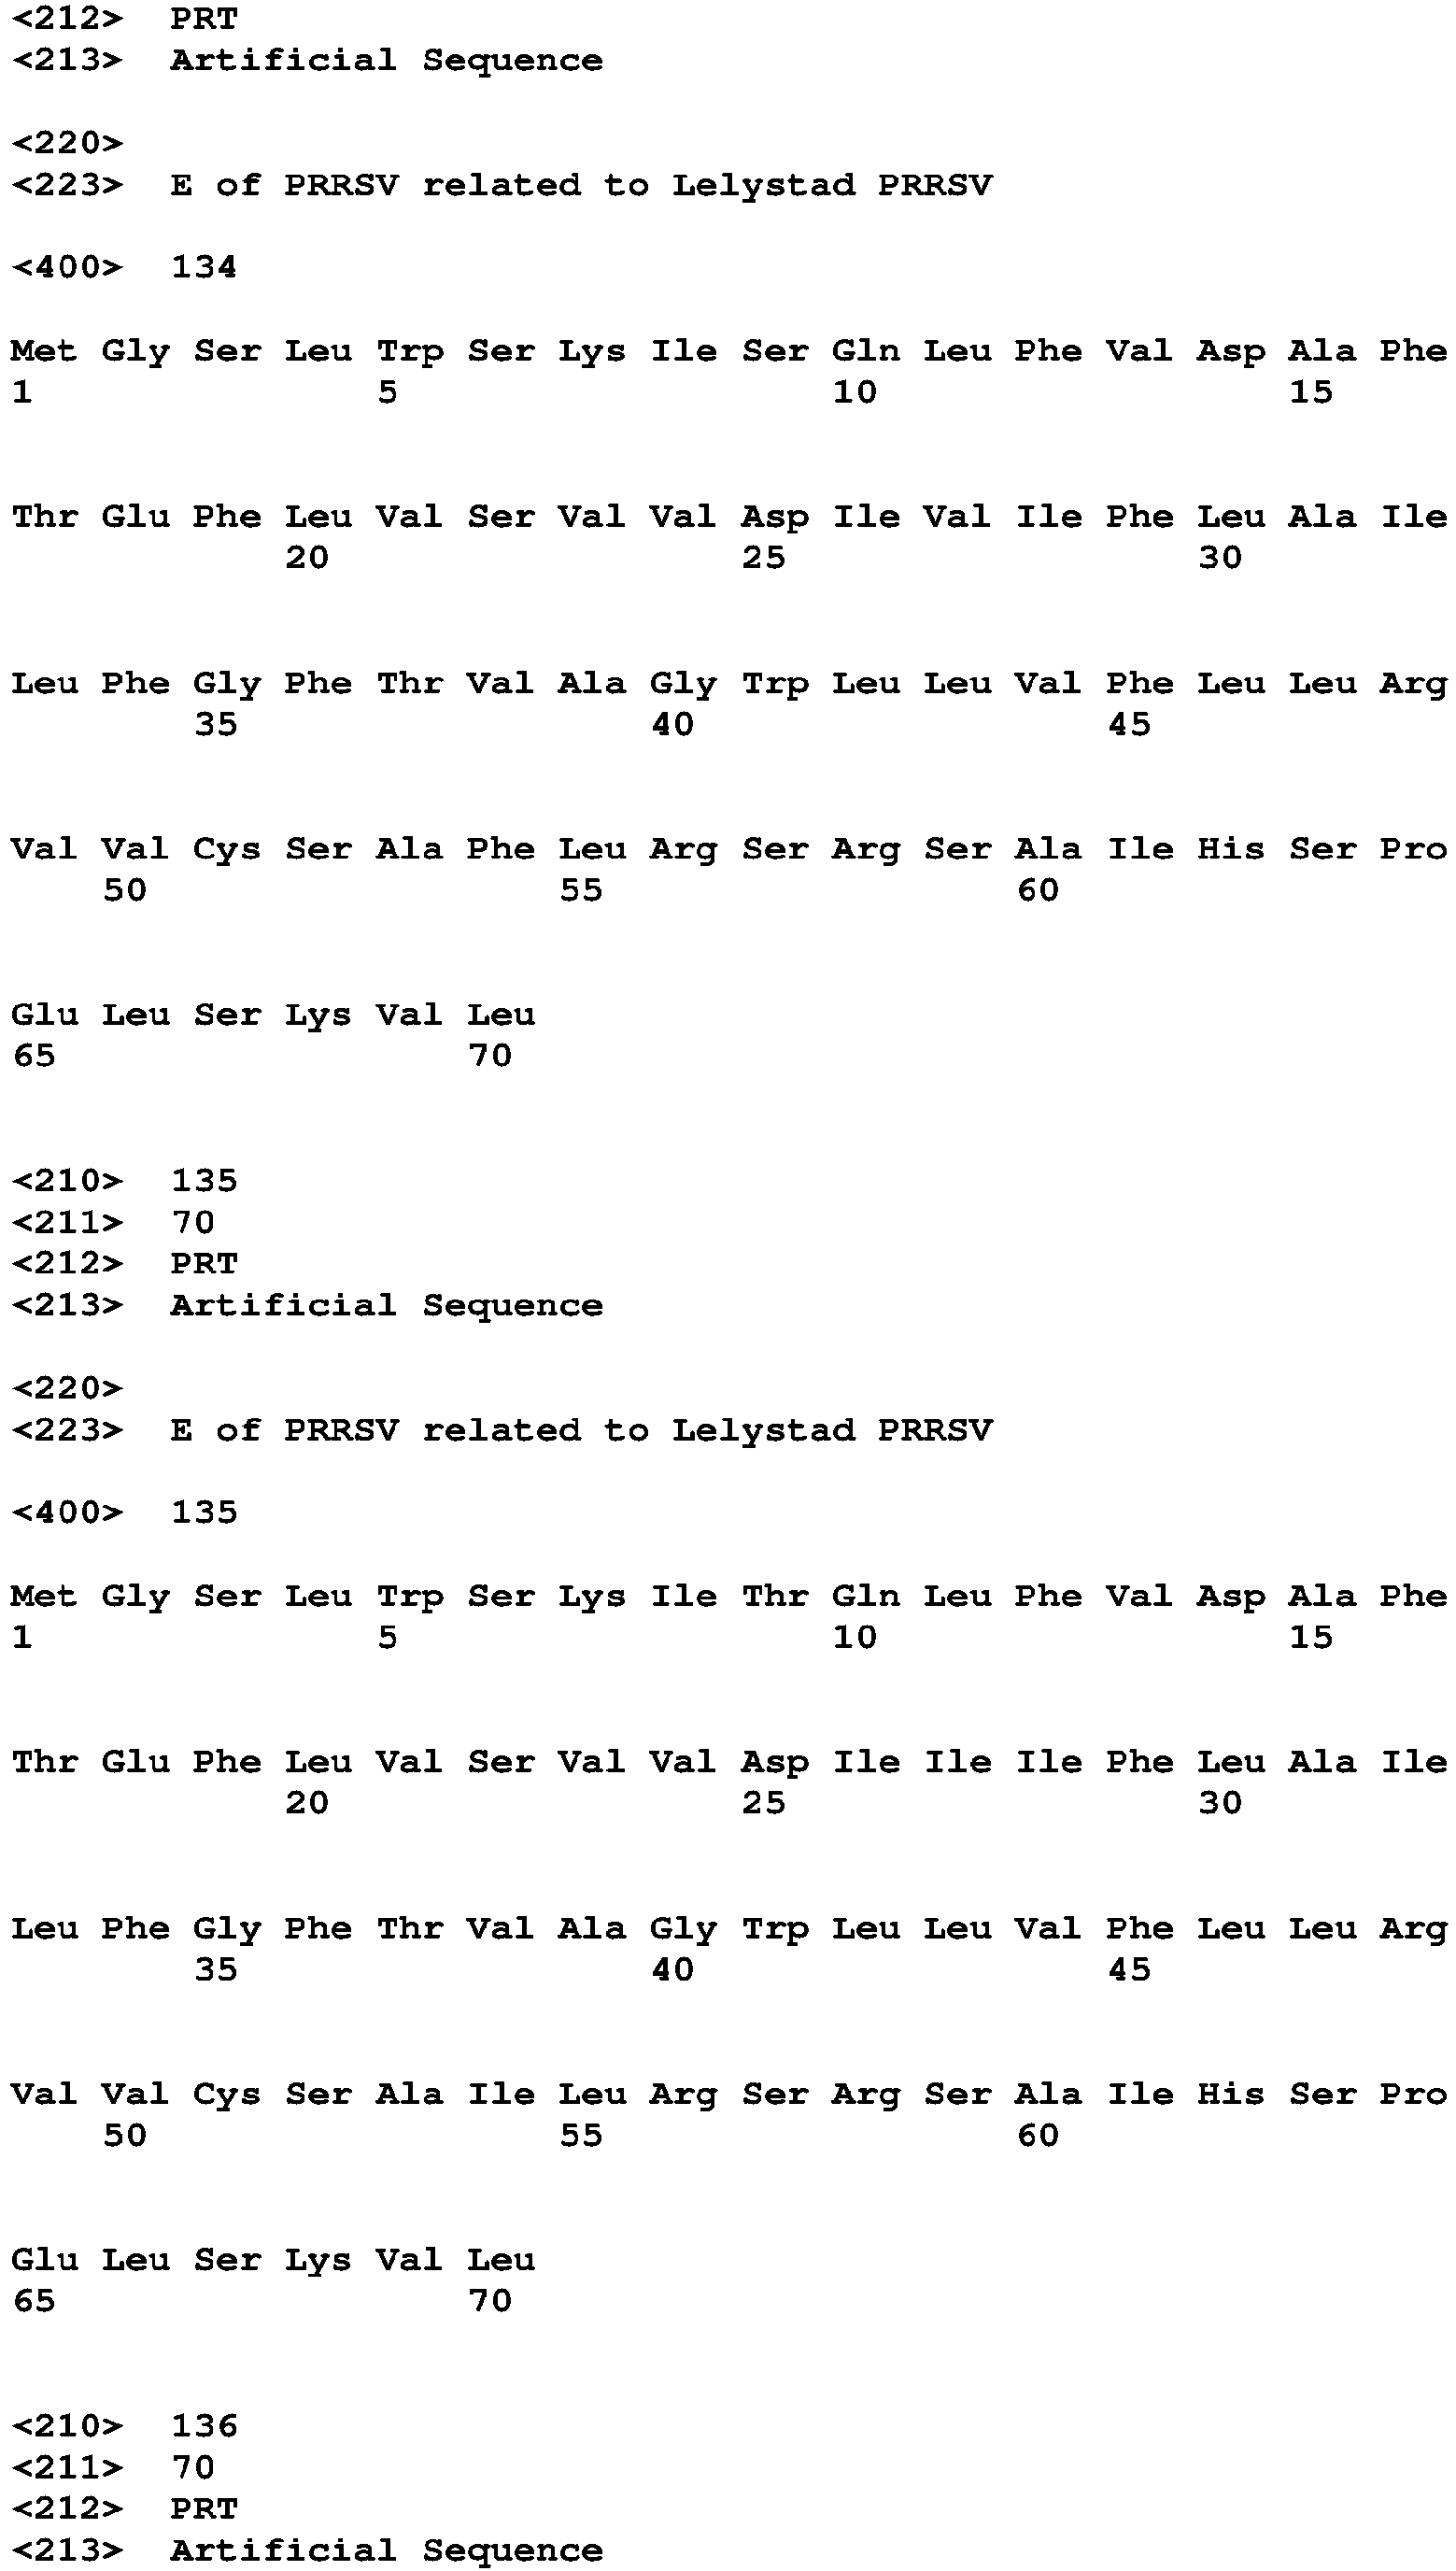 <212>  PRT
<213>  Artificial Sequence
<220>
<223>  E of PRRSV related to Lelystad PRRSV
<400>  134
Met Gly Ser Leu Trp Ser Lys Ile Ser Gln Leu Phe Val Asp Ala Phe
1               5                   10                  15
Thr Glu Phe Leu Val Ser Val Val Asp Ile Val Ile Phe Leu Ala Ile
            20                  25                  30
Leu Phe Gly Phe Thr Val Ala Gly Trp Leu Leu Val Phe Leu Leu Arg
        35                  40                  45
Val Val Cys Ser Ala Phe Leu Arg Ser Arg Ser Ala Ile His Ser Pro
    50                  55                  60
Glu Leu Ser Lys Val Leu
65                  70
<210>  135
<211>  70
<212>  PRT
<213>  Artificial Sequence
<220>
<223>  E of PRRSV related to Lelystad PRRSV
<400>  135
Met Gly Ser Leu Trp Ser Lys Ile Thr Gln Leu Phe Val Asp Ala Phe
1               5                   10                  15
Thr Glu Phe Leu Val Ser Val Val Asp Ile Ile Ile Phe Leu Ala Ile
            20                  25                  30
Leu Phe Gly Phe Thr Val Ala Gly Trp Leu Leu Val Phe Leu Leu Arg
        35                  40                  45
Val Val Cys Ser Ala Ile Leu Arg Ser Arg Ser Ala Ile His Ser Pro
    50                  55                  60
Glu Leu Ser Lys Val Leu
65                  70
<210>  136
<211>  70
<212>  PRT
<213>  Artificial Sequence